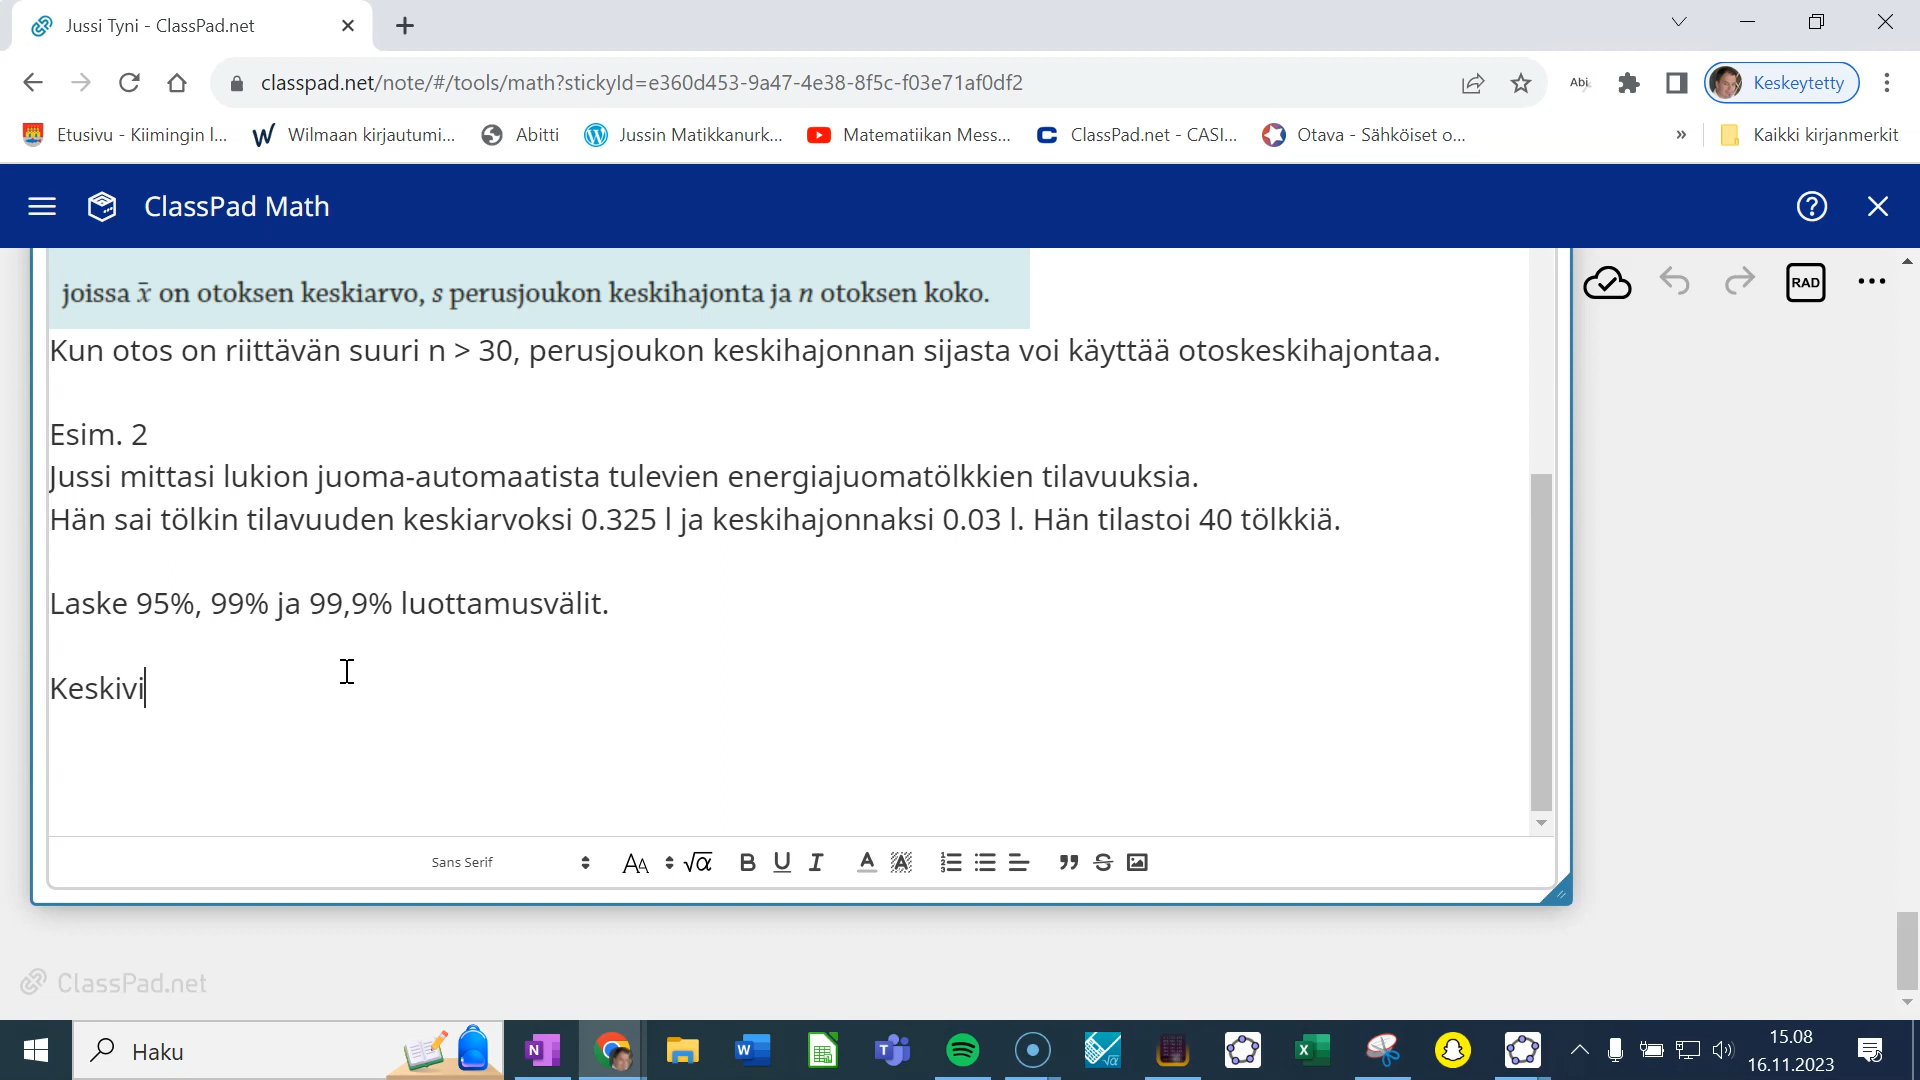 Jussi Tyni - ClassPad.net
classpad.net/note/#/tools/math?stickyId=e360d453-9a47-4e38-8f5c-f03e71af0df2
Abi
Keskeytetty
Etusivu - Kiimingin l...
Wilmaan kirjautumi...
Abitti
Jussin Matikkanurk...
Matematiikan Mess...
ClassPad.net - CASI...
Otava - Sähköiset o...
»
Kaikki kirjanmerkit
ClassPad Math
RAD
joissa x̄ on otoksen keskiarvo, s perusjoukon keskihajonta ja n otoksen koko.
Kun otos on riittävän suuri n > 30, perusjoukon keskihajonnan sijasta voi käyttää otoskeskihajontaa.
Esim. 2
Jussi mittasi lukion juoma-automaatista tulevien energiajuomatölkkien tilavuuksia.
Hän sai tölkin tilavuuden keskiarvoksi 0.325 l ja keskihajonnaksi 0.03 l. Hän tilastoi 40 tölkkiä.
Laske 95%, 99% ja 99,9% luottamusvälit.
Keskivi
Sans Serif
ClassPad.net
Haku
15.08
16.11.2023